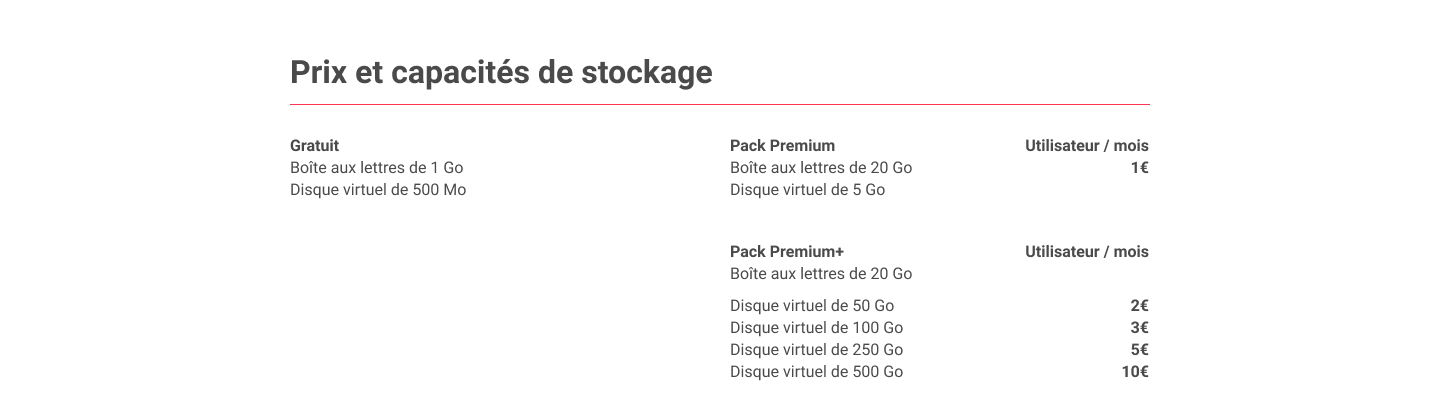 Prix et capacités de stockage
Gratuit
Boîte aux lettres de 1 Go
Disque virtuel de 500 Mo
Pack Premium Utilisateur / mois
Boîte aux lettres de 20 Go 1€
Disque virtuel de 5 Go
Pack Premium+ Utilisateur / mois
Boîte aux lettres de 20 Go
Disque virtuel de 50 Go 2€
Disque virtuel de 100 Go 3€
Disque virtuel de 250 Go 5€
Disque virtuel de 500 Go 10€